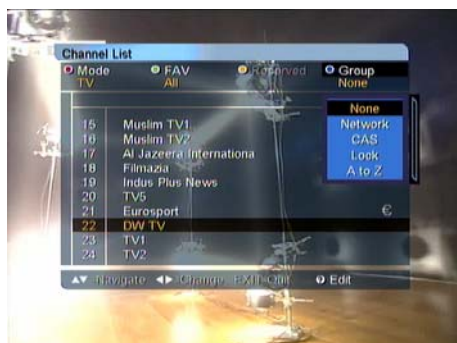 Channel List
Mode FAV Reserved Group
TV All None
None
Network
CAS
Lock
A to Z
15 Muslim TV1
16 Muslim TV2
17 Al Jazeera Internationa
18 Filmazia
19 Indus Plus News
20 TV5
21 Eurosport €
22 DW TV
23 TV1
24 TV2
Navigate Change EXIT Quit Edit